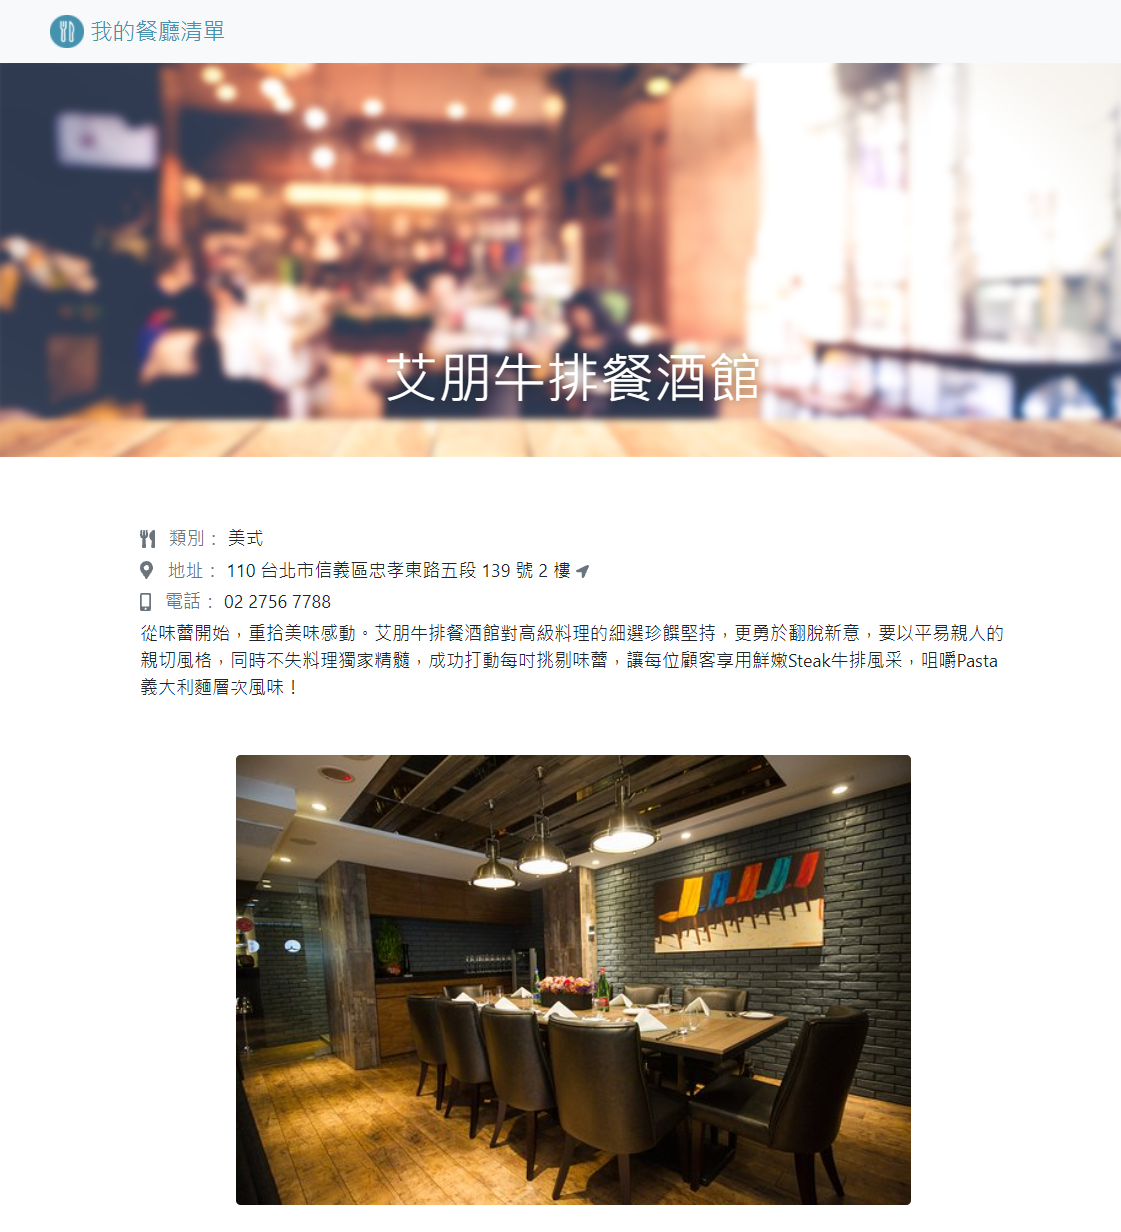 我的餐廳清單
艾朋牛排餐酒館
類別： 美式
地址： 110 台北市信義區忠孝東路五段 139 號 2 樓
電話： 02 2756 7788
從味蕾開始，重拾美味感動。艾朋牛排餐酒館對高級料理的細選珍饌堅持，更勇於翻脫新意，要以平易親人的
親切風格，同時不失料理獨家精髓，成功打動每吋挑剔味蕾，讓每位顧客享用鮮嫩Steak牛排風采，咀嚼Pasta
義大利麵層次風味！